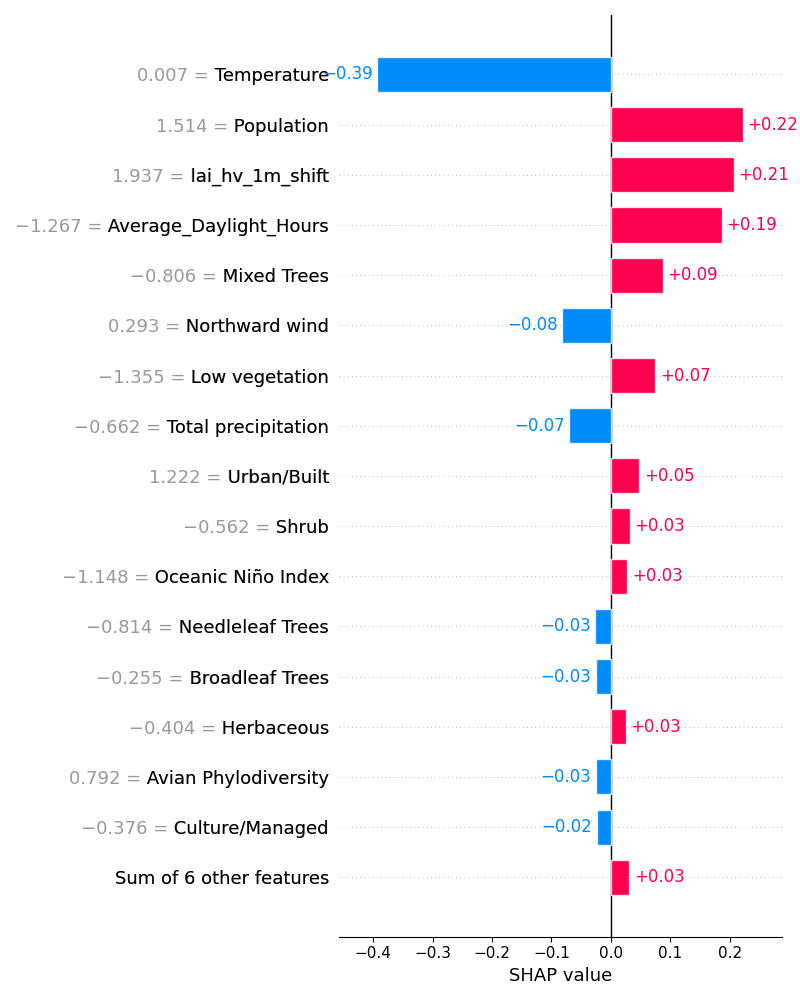 0.007 = Temperature −0.39
1.514 = Population +0.22
1.937 = lai_hv_1m_shift +0.21
−1.267 = Average_Daylight_Hours +0.19
−0.806 = Mixed Trees +0.09
0.293 = Northward wind −0.08
−1.355 = Low vegetation +0.07
−0.662 = Total precipitation −0.07
1.222 = Urban/Built +0.05
−0.562 = Shrub +0.03
−1.148 = Oceanic Niño Index +0.03
−0.814 = Needleleaf Trees −0.03
−0.255 = Broadleaf Trees −0.03
−0.404 = Herbaceous +0.03
0.792 = Avian Phylodiversity −0.03
−0.376 = Culture/Managed −0.02
Sum of 6 other features +0.03
−0.4 −0.3 −0.2 −0.1 0.0 0.1 0.2
SHAP value